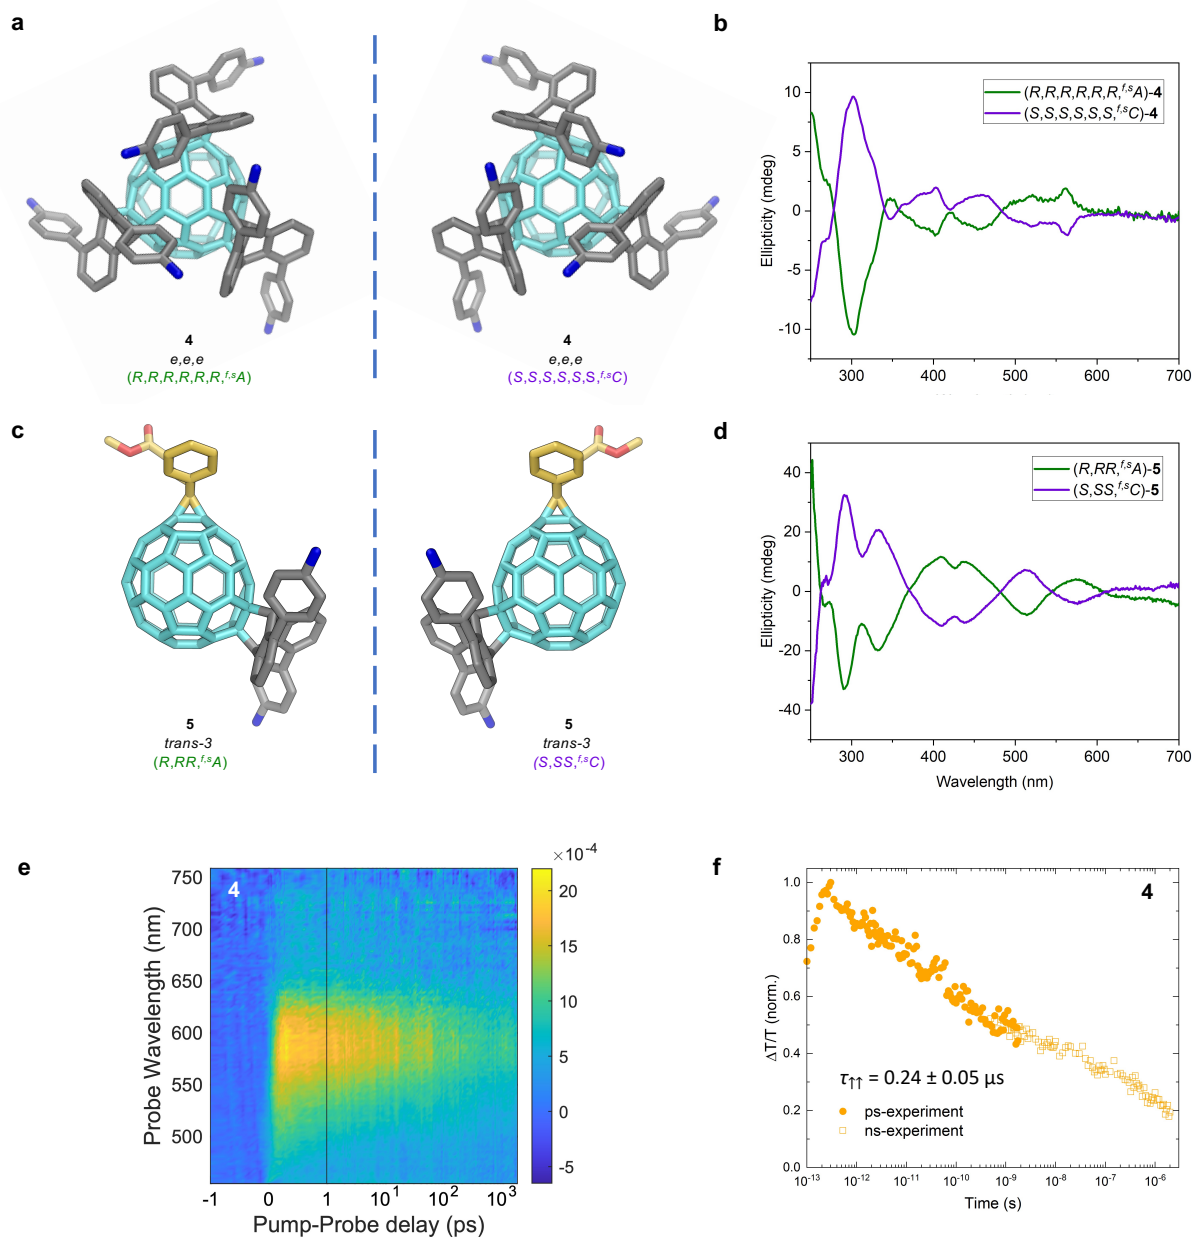 a
4
e,e,e
(R,R,R,R,R,R,f,sA)
4
e,e,e
(S,S,S,S,S,S,f,sC)
b
Ellipticity (mdeg)
10
5
0
-5
-10
(R,R,R,R,R,R,f,sA)-4
(S,S,S,S,S,S,f,sC)-4
300 400 500 600 700
c
5
trans-3
(R,RR,f,sA)
5
trans-3
(S,SS,f,sC)
d
Ellipticity (mdeg)
40
20
0
-20
-40
(R,RR,f,sA)-5
(S,SS,f,sC)-5
300 400 500 600 700
Wavelength (nm)
e
4
Probe Wavelength (nm)
750
700
650
600
550
500
-1 0 1 10¹ 10² 10³
Pump-Probe delay (ps)
×10⁻⁴
20
15
10
5
0
-5
f
4
ΔT/T (norm.)
1.0
0.8
0.6
0.4
0.2
0.0
τ↑↑ = 0.24 ± 0.05 µs
ps-experiment
ns-experiment
10⁻¹³ 10⁻¹² 10⁻¹¹ 10⁻¹⁰ 10⁻⁹ 10⁻⁸ 10⁻⁷ 10⁻⁶
Time (s)